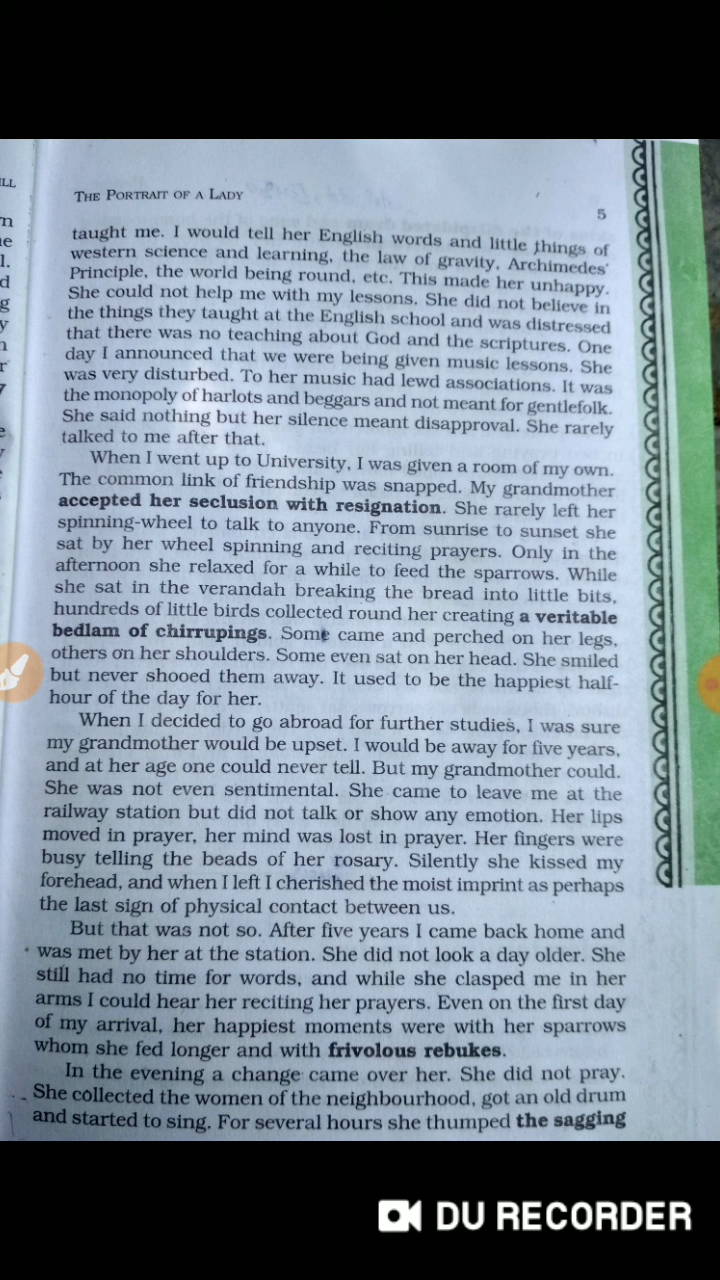 THE PORTRAIT OF A LADY
5
taught me. I would tell her English words and little things of
western science and learning, the law of gravity, Archimedes'
Principle, the world being round, etc. This made her unhappy.
She could not help me with my lessons. She did not believe in
the things they taught at the English school and was distressed
that there was no teaching about God and the scriptures. One
day I announced that we were being given music lessons. She
was very disturbed. To her music had lewd associations. It was
the monopoly of harlots and beggars and not meant for gentlefolk.
She said nothing but her silence meant disapproval. She rarely
talked to me after that.
When I went up to University, I was given a room of my own.
The common link of friendship was snapped. My grandmother
accepted her seclusion with resignation. She rarely left her
spinning-wheel to talk to anyone. From sunrise to sunset she
sat by her wheel spinning and reciting prayers. Only in the
afternoon she relaxed for a while to feed the sparrows. While
she sat in the verandah breaking the bread into little bits,
hundreds of little birds collected round her creating a veritable
bedlam of chirrupings. Some came and perched on her legs,
others on her shoulders. Some even sat on her head. She smiled
but never shooed them away. It used to be the happiest half-
hour of the day for her.
When I decided to go abroad for further studies, I was sure
my grandmother would be upset. I would be away for five years,
and at her age one could never tell. But my grandmother could.
She was not even sentimental. She came to leave me at the
railway station but did not talk or show any emotion. Her lips
moved in prayer, her mind was lost in prayer. Her fingers were
busy telling the beads of her rosary. Silently she kissed my
forehead, and when I left I cherished the moist imprint as perhaps
the last sign of physical contact between us.
But that was not so. After five years I came back home and
was met by her at the station. She did not look a day older. She
still had no time for words, and while she clasped me in her
arms I could hear her reciting her prayers. Even on the first day
of my arrival, her happiest moments were with her sparrows
whom she fed longer and with frivolous rebukes.
In the evening a change came over her. She did not pray.
She collected the women of the neighbourhood, got an old drum
and started to sing. For several hours she thumped the sagging
DU RECORDER